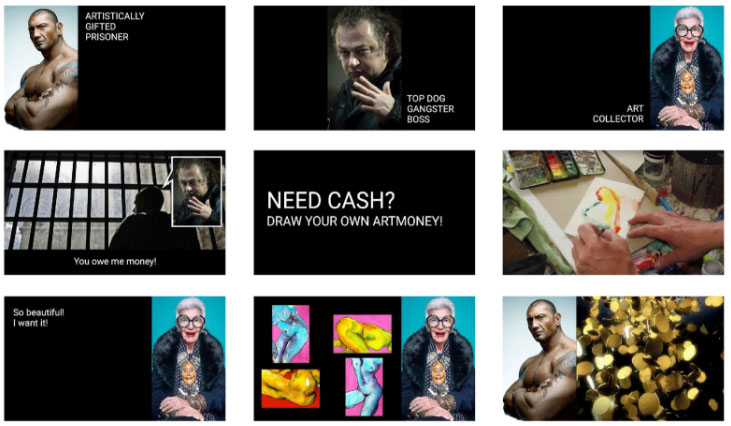 ARTISTICALLY
GIFTED
PRISONER
TOP DOG
GANGSTER
BOSS
ART
COLLECTOR
You owe me money!
NEED CASH?
DRAW YOUR OWN ARTMONEY!
So beautiful!
I want it!